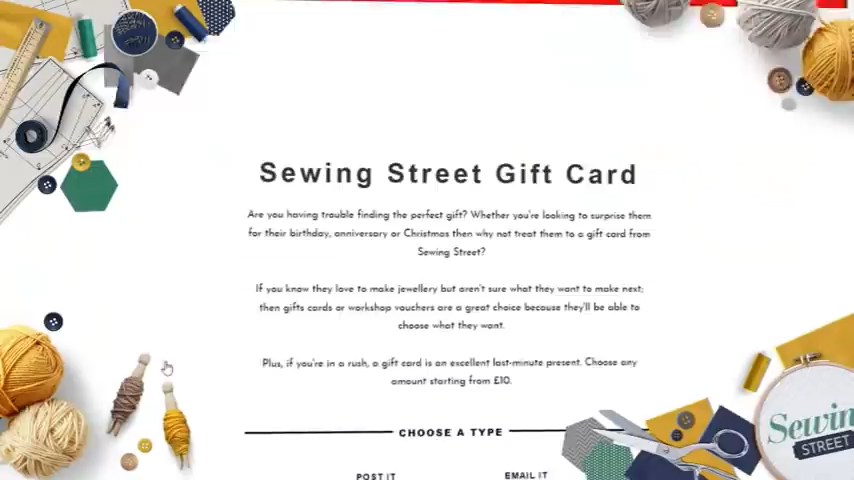 Sewing Street Gift Card
Are you having trouble finding the perfect gift? Whether you're looking to surprise them
for their birthday, anniversary or Christmas then why not treat them to a gift card from
Sewing Street?
If you know they love to make jewellery but aren't sure what they want to make next;
then gifts cards or workshop vouchers are a great choice because they'll be able to
choose what they want.
Plus, if you're in a rush, a gift card is an excellent last-minute present. Choose any
amount starting from £10.
CHOOSE A TYPE
POST IT EMAIL IT
Sewin
STREET